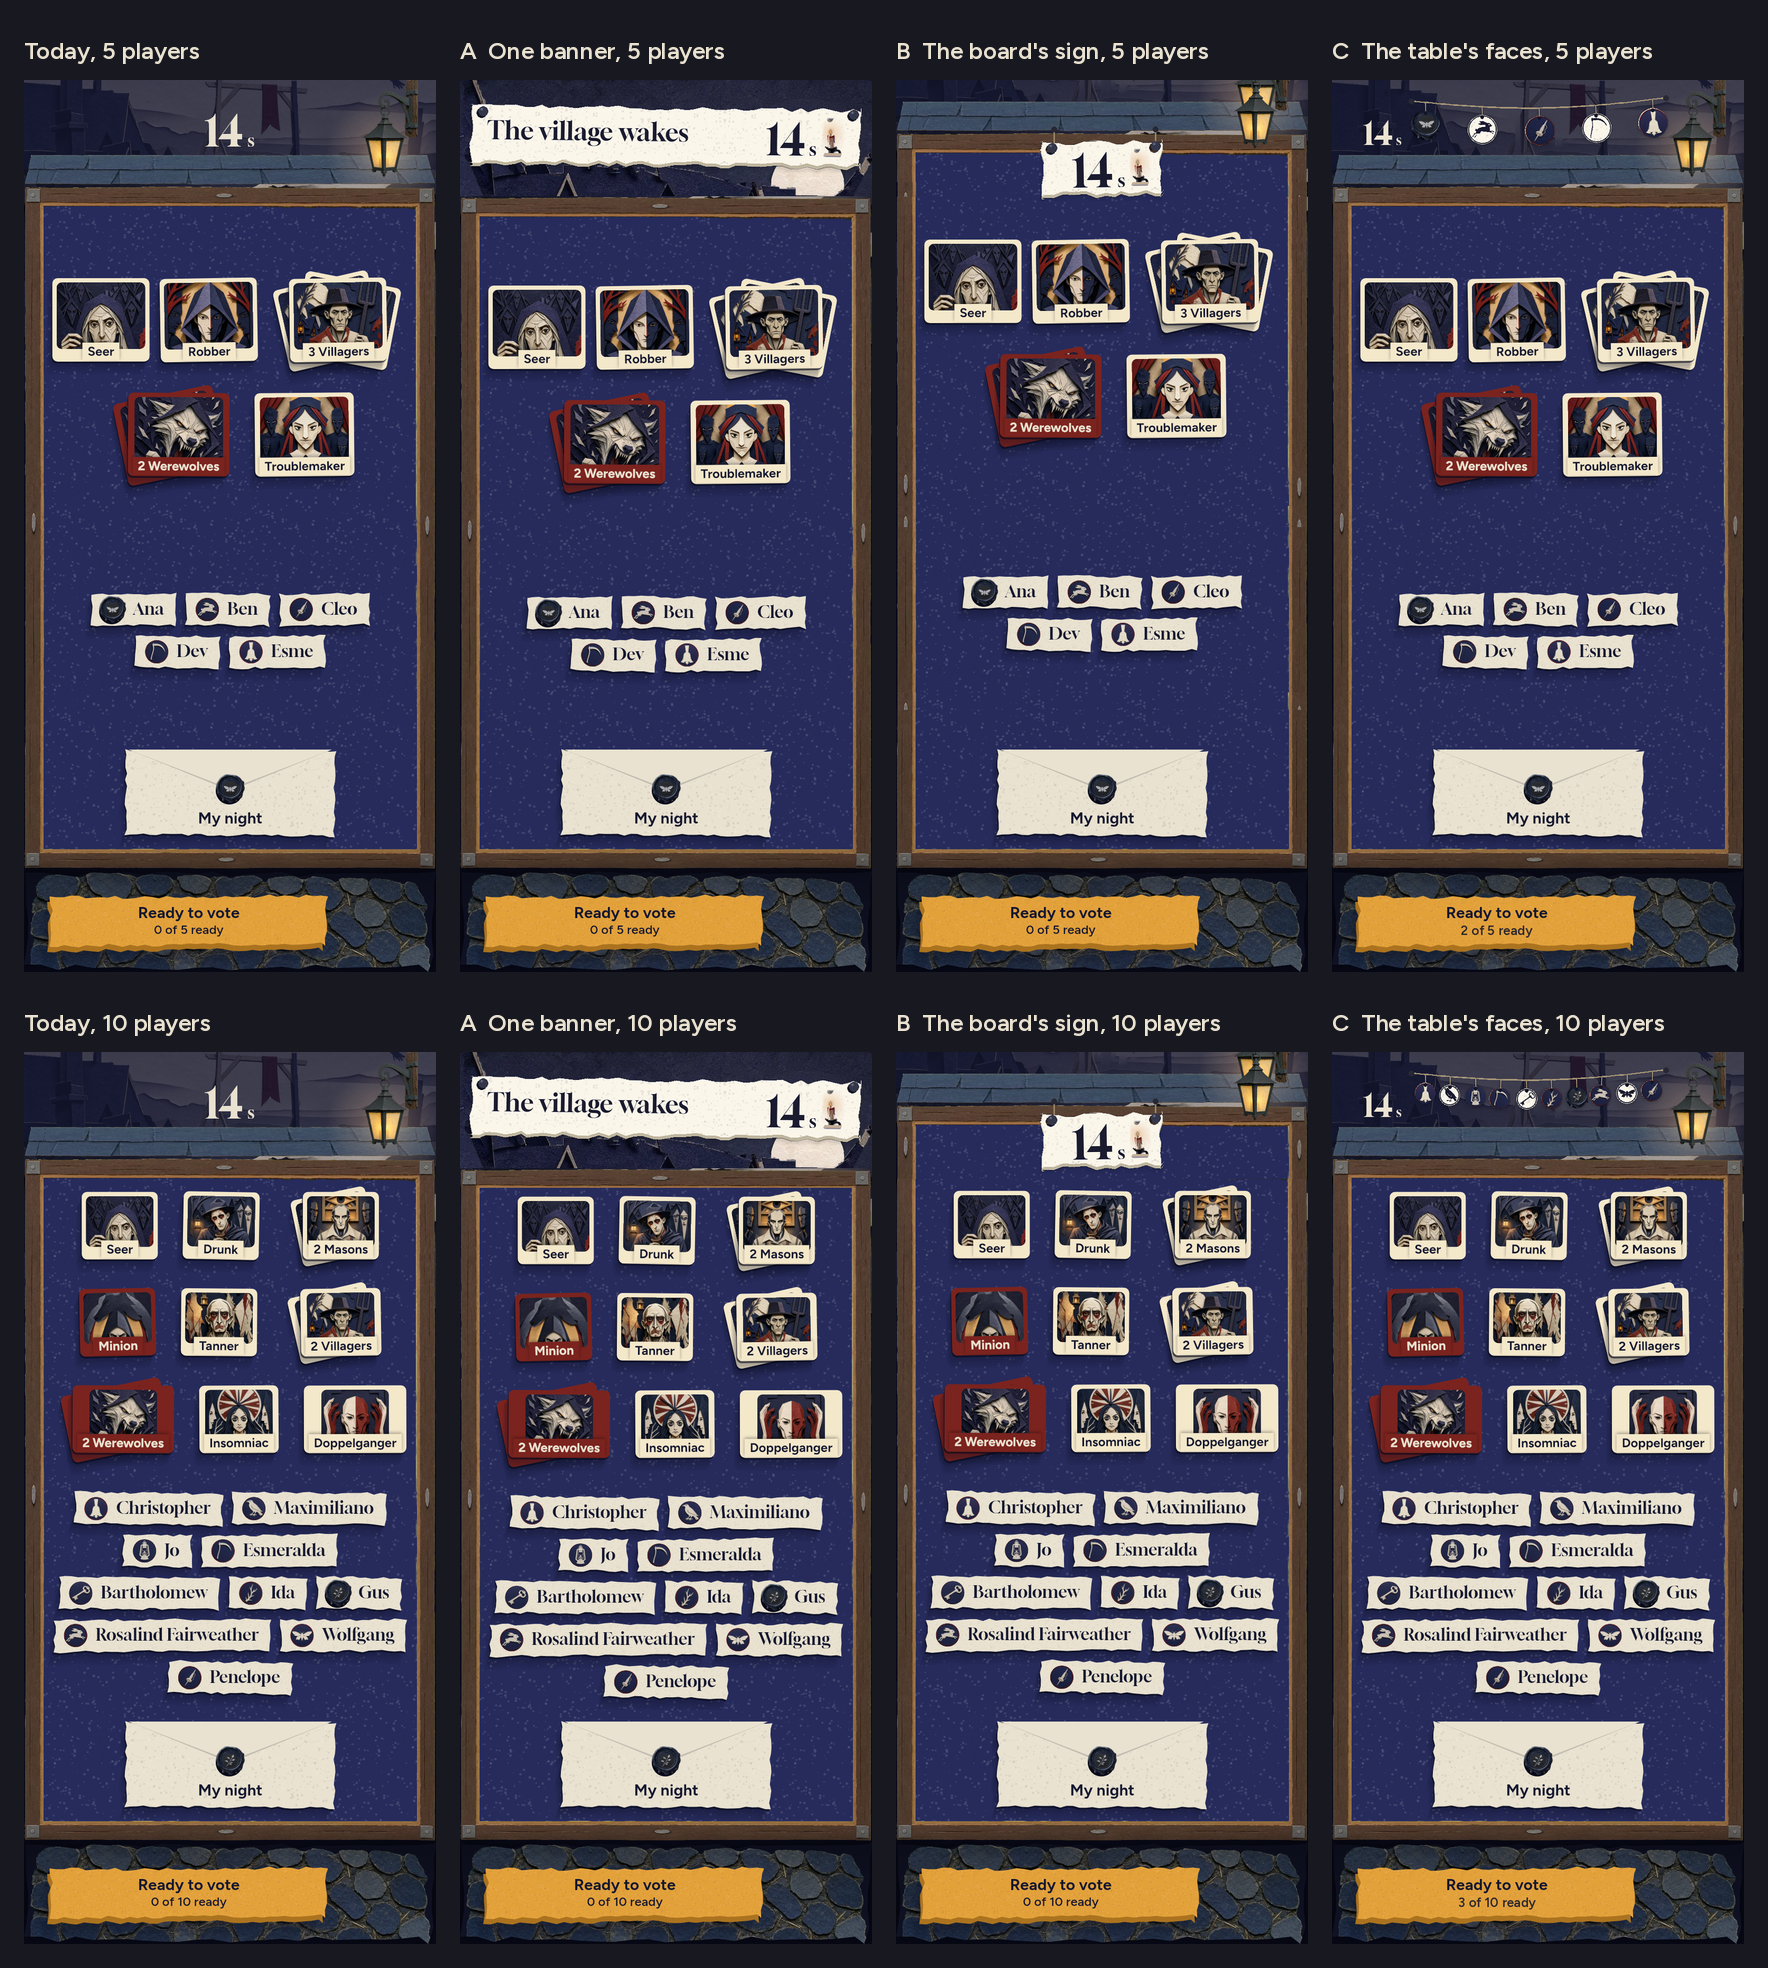 Today, 5 players
14 s
Seer
Robber
3 Villagers
2 Werewolves
Troublemaker
Ana
Ben
Cleo
Dev
Esme
My night
Ready to vote
0 of 5 ready
A One banner, 5 players
The village wakes
14 s
Seer
Robber
3 Villagers
2 Werewolves
Troublemaker
Ana
Ben
Cleo
Dev
Esme
My night
Ready to vote
0 of 5 ready
B The board's sign, 5 players
14 s
Seer
Robber
3 Villagers
2 Werewolves
Troublemaker
Ana
Ben
Cleo
Dev
Esme
My night
Ready to vote
0 of 5 ready
C The table's faces, 5 players
14 s
Seer
Robber
3 Villagers
2 Werewolves
Troublemaker
Ana
Ben
Cleo
Dev
Esme
My night
Ready to vote
2 of 5 ready
Today, 10 players
14 s
Seer
Drunk
2 Masons
Minion
Tanner
2 Villagers
2 Werewolves
Insomniac
Doppelganger
Christopher
Maximiliano
Jo
Esmeralda
Bartholomew
Ida
Gus
Rosalind Fairweather
Wolfgang
Penelope
My night
Ready to vote
0 of 10 ready
A One banner, 10 players
The village wakes
14 s
Seer
Drunk
2 Masons
Minion
Tanner
2 Villagers
2 Werewolves
Insomniac
Doppelganger
Christopher
Maximiliano
Jo
Esmeralda
Bartholomew
Ida
Gus
Rosalind Fairweather
Wolfgang
Penelope
My night
Ready to vote
0 of 10 ready
B The board's sign, 10 players
14 s
Seer
Drunk
2 Masons
Minion
Tanner
2 Villagers
2 Werewolves
Insomniac
Doppelganger
Christopher
Maximiliano
Jo
Esmeralda
Bartholomew
Ida
Gus
Rosalind Fairweather
Wolfgang
Penelope
My night
Ready to vote
0 of 10 ready
C The table's faces, 10 players
14 s
Seer
Drunk
2 Masons
Minion
Tanner
2 Villagers
2 Werewolves
Insomniac
Doppelganger
Christopher
Maximiliano
Jo
Esmeralda
Bartholomew
Ida
Gus
Rosalind Fairweather
Wolfgang
Penelope
My night
Ready to vote
3 of 10 ready